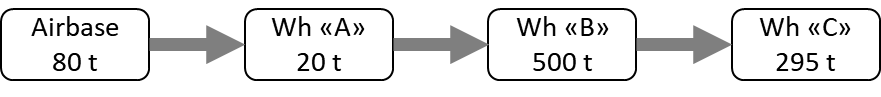 Airbase
80 t
Wh «A»
20 t
Wh «B»
500 t
Wh «C»
295 t